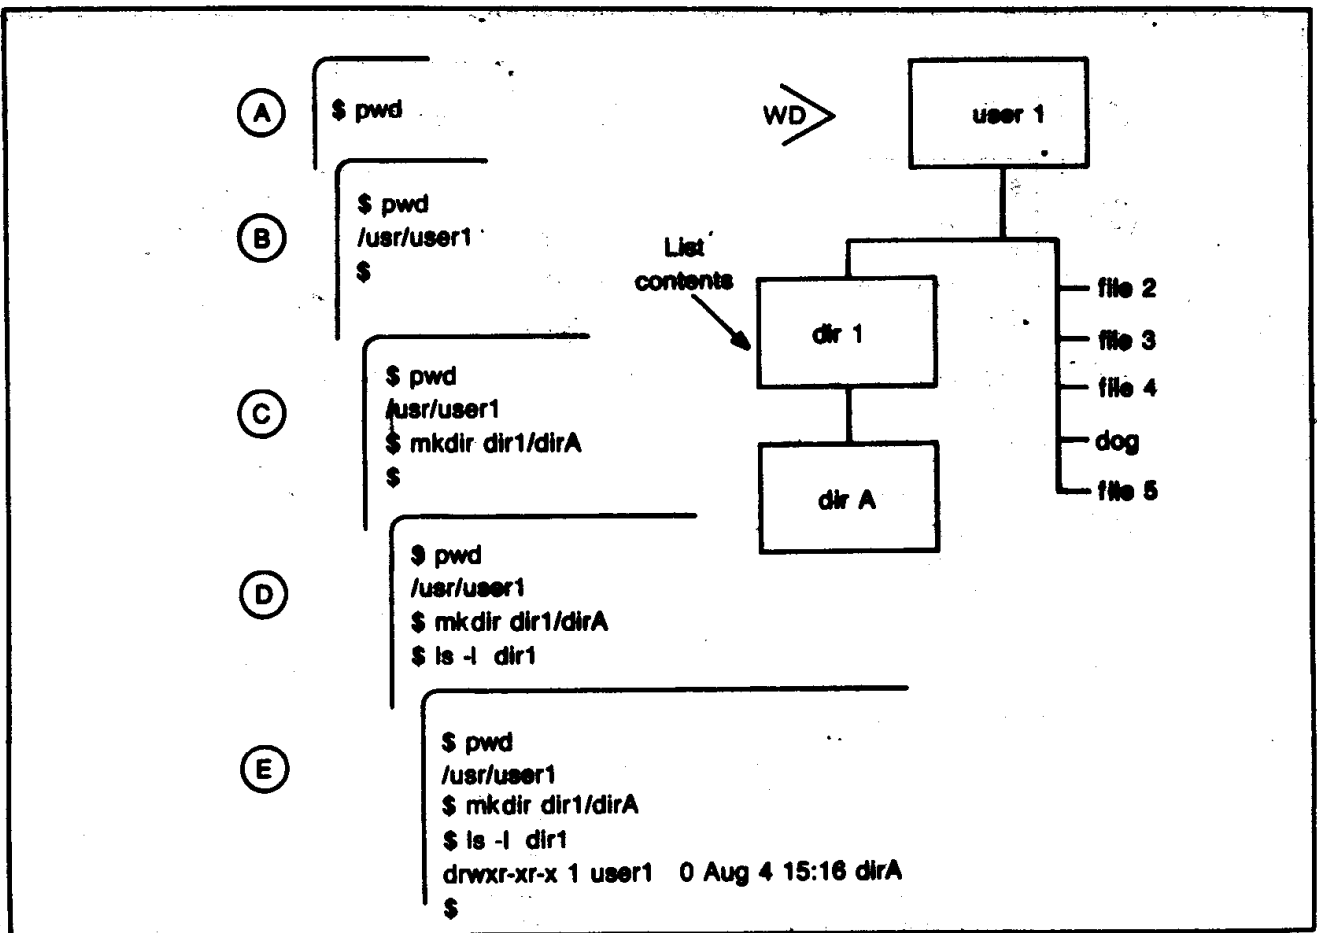 A
$ pwd
B
$ pwd
/usr/user1
$
C
$ pwd
/usr/user1
$ mkdir dir1/dirA
$
D
$ pwd
/usr/user1
$ mkdir dir1/dirA
$ ls -l dir1
E
$ pwd
/usr/user1
$ mkdir dir1/dirA
$ ls -l dir1
drwxr-xr-x 1 user1 0 Aug 4 15:16 dirA
$
WD
user 1
List
contents
dir 1
dir A
file 2
file 3
file 4
dog
file 5